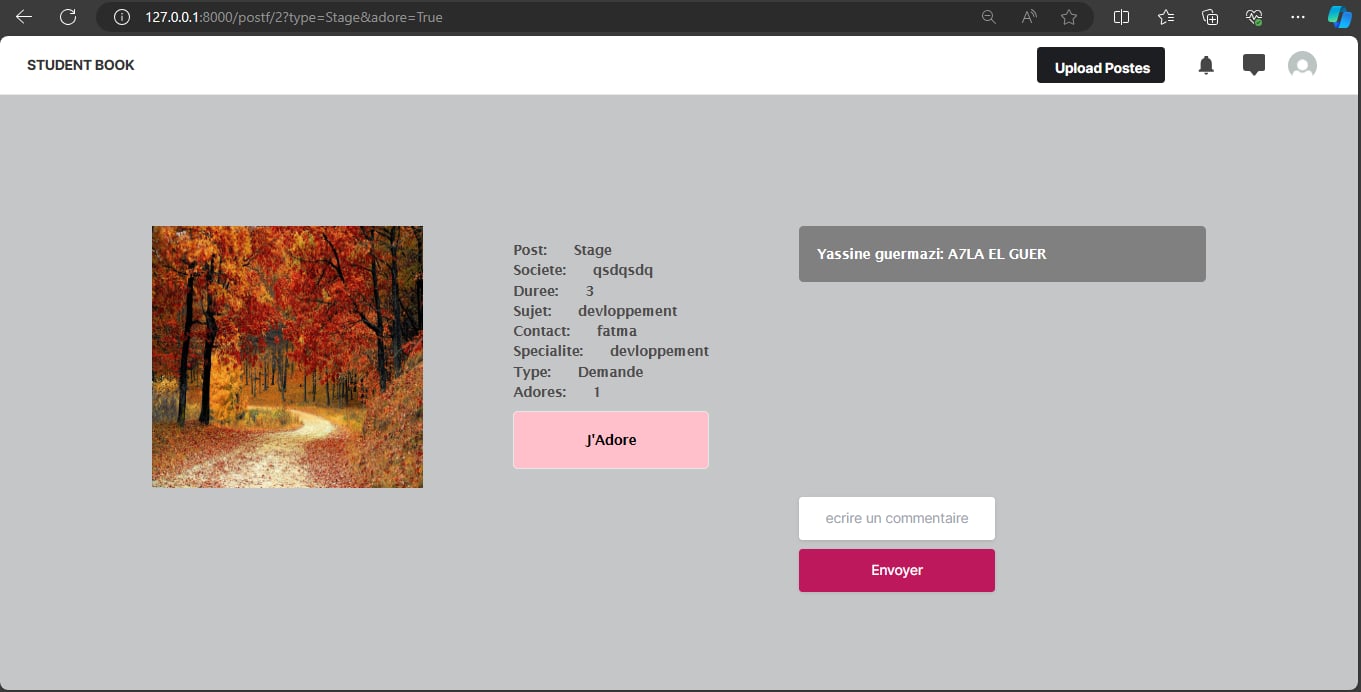 127.0.0.1:8000/postf/2?type=Stage&adore=True
STUDENT BOOK
Upload Postes
Post: Stage
Societe: qsdqsdq
Duree: 3
Sujet: devloppement
Contact: fatma
Specialite: devloppement
Type: Demande
Adores: 1
J'Adore
Yassine guermazi: A7LA EL GUER
ecrire un commentaire
Envoyer